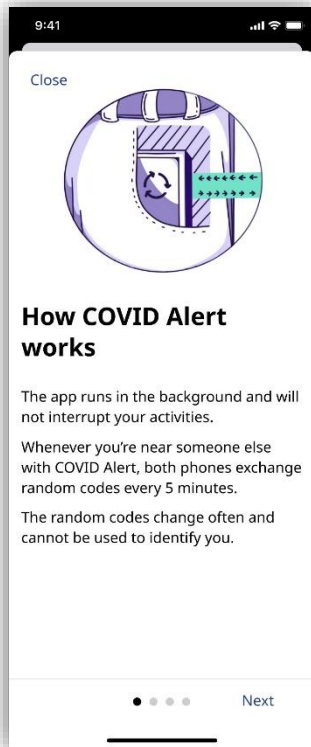 9:41
Close
How COVID Alert
works
The app runs in the background and will
not interrupt your activities.
Whenever you’re near someone else
with COVID Alert, both phones exchange
random codes every 5 minutes.
The random codes change often and
cannot be used to identify you.
Next